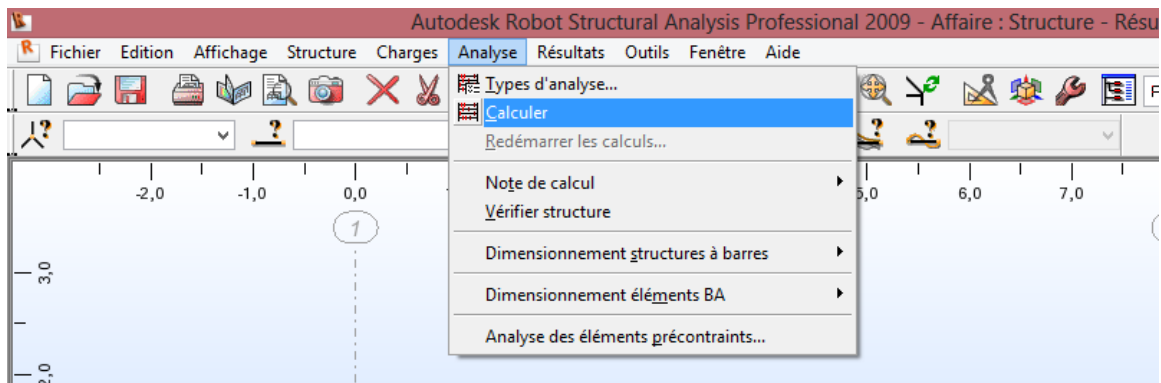 Autodesk Robot Structural Analysis Professional 2009 - Affaire : Structure - Résu
Fichier Edition Affichage Structure Charges Analyse Résultats Outils Fenêtre Aide
Types d'analyse...
Calculer
Redémarrer les calculs...
Note de calcul
Vérifier structure
Dimensionnement structures à barres
Dimensionnement éléments BA
Analyse des éléments précontraints...
-2,0 -1,0 0,0 5,0 6,0 7,0
1
3,0
2,0